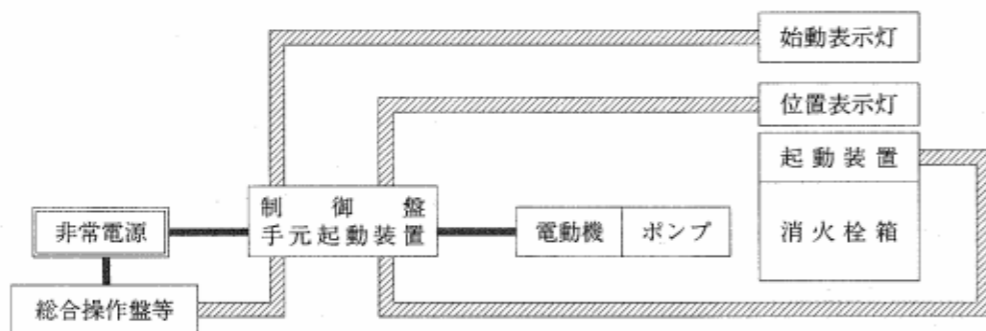 始動表示灯
位置表示灯
起動装置
制御盤
手元起動装置
非常電源
電動機
ポンプ
消火栓箱
総合操作盤等